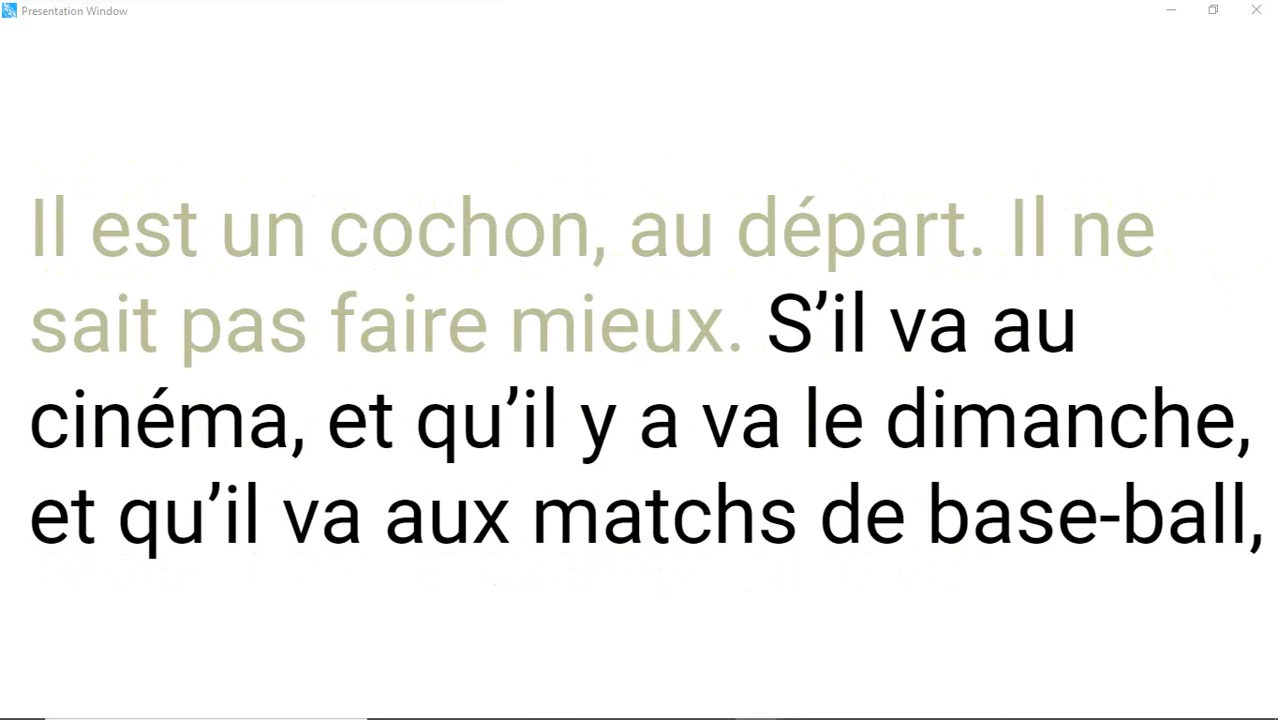 Presentation Window
Il est un cochon, au départ. Il ne
sait pas faire mieux. S’il va au
cinéma, et qu’il y a va le dimanche,
et qu’il va aux matchs de base-ball,